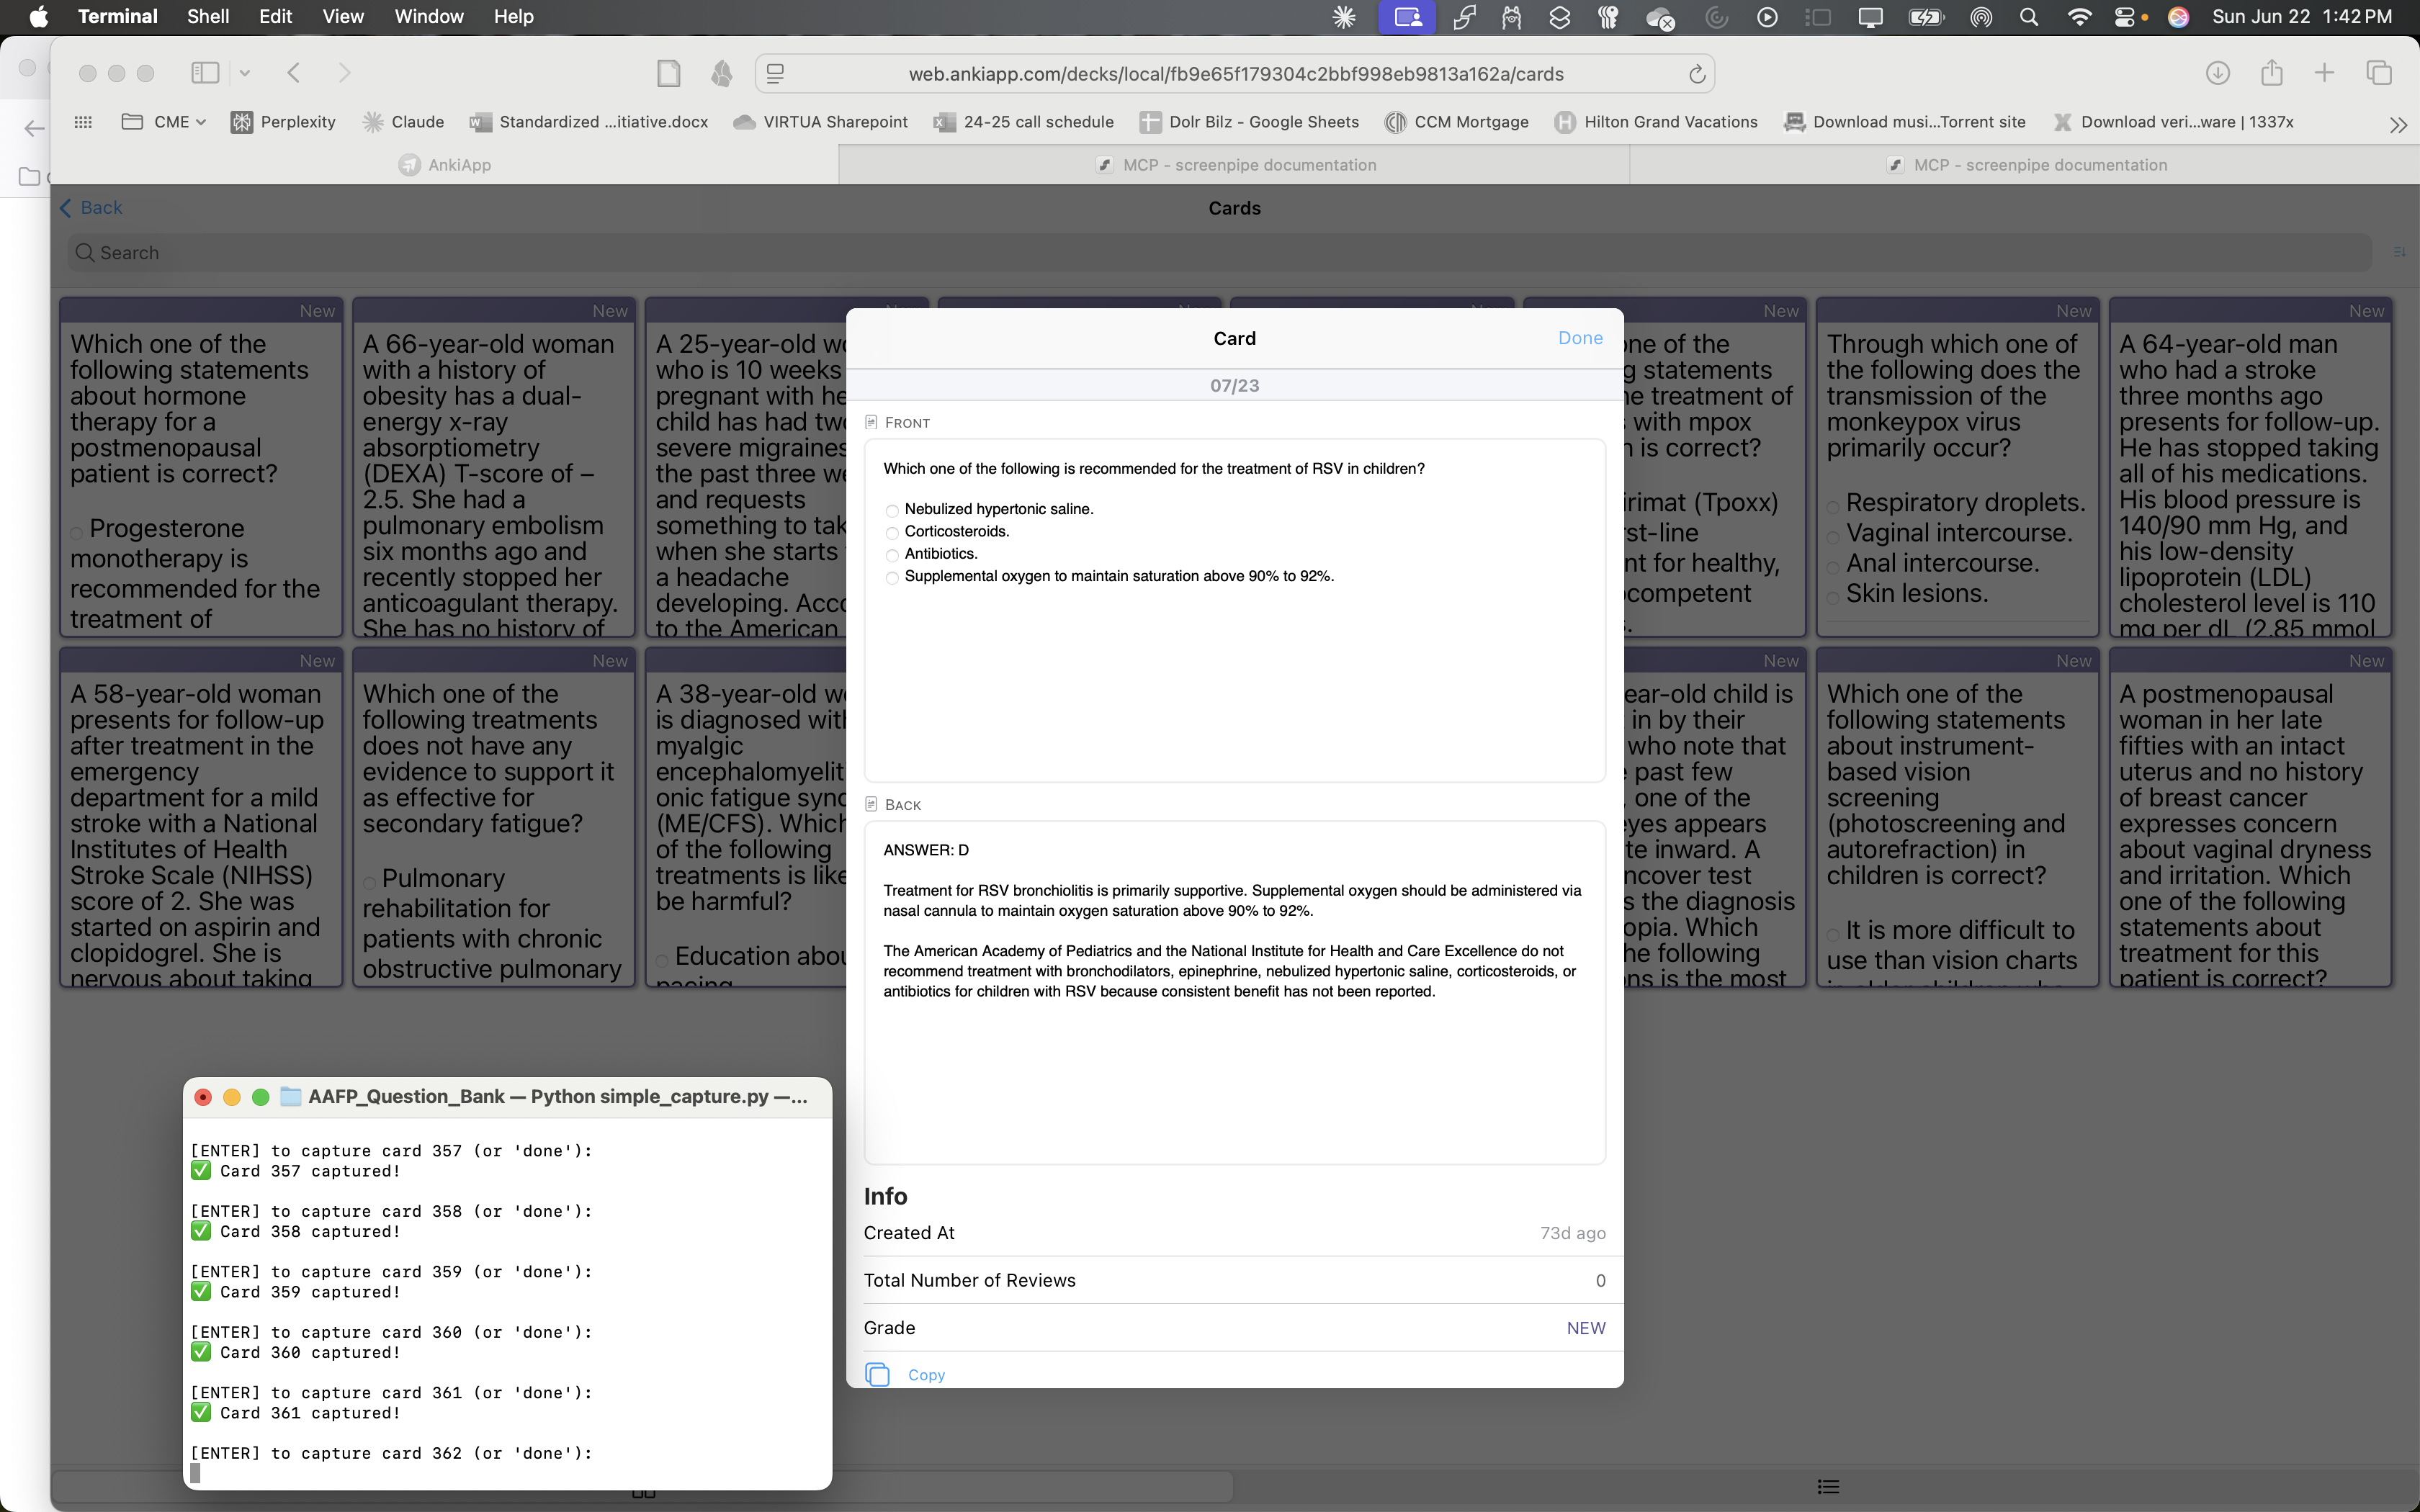 Terminal Shell Edit View Window Help Sun Jun 22 1:42 PM
web.ankiapp.com/decks/local/fb9e65f179304c2bbf998eb9813a162a/cards
CME Perplexity Claude Standardized ...itiative.docx VIRTUA Sharepoint 24-25 call schedule Dolr Bilz - Google Sheets CCM Mortgage Hilton Grand Vacations Download musi...Torrent site Download veri...ware | 1337x
AnkiApp MCP - screenpipe documentation MCP - screenpipe documentation
Back Cards
Search
New
Which one of the
following statements
about hormone
therapy for a
postmenopausal
patient is correct?
Progesterone
monotherapy is
recommended for the
treatment of
New
A 66-year-old woman
with a history of
obesity has a dual-
energy x-ray
absorptiometry
(DEXA) T-score of –
2.5. She had a
pulmonary embolism
six months ago and
recently stopped her
anticoagulant therapy.
She has no history of
A 25-year-old wo
who is 10 weeks
pregnant with he
child has had two
severe migraines
the past three we
and requests
something to tak
when she starts
a headache
developing. Acco
to the American
Card
Done
07/23
FRONT
Which one of the following is recommended for the treatment of RSV in children?
Nebulized hypertonic saline.
Corticosteroids.
Antibiotics.
Supplemental oxygen to maintain saturation above 90% to 92%.
BACK
ANSWER: D
Treatment for RSV bronchiolitis is primarily supportive. Supplemental oxygen should be administered via
nasal cannula to maintain oxygen saturation above 90% to 92%.
The American Academy of Pediatrics and the National Institute for Health and Care Excellence do not
recommend treatment with bronchodilators, epinephrine, nebulized hypertonic saline, corticosteroids, or
antibiotics for children with RSV because consistent benefit has not been reported.
Info
Created At 73d ago
Total Number of Reviews 0
Grade NEW
Copy
New
ne of the
g statements
e treatment of
with mpox
n is correct?
irimat (Tpoxx)
st-line
nt for healthy,
competent
New
Through which one of
the following does the
transmission of the
monkeypox virus
primarily occur?
Respiratory droplets.
Vaginal intercourse.
Anal intercourse.
Skin lesions.
New
A 64-year-old man
who had a stroke
three months ago
presents for follow-up.
He has stopped taking
all of his medications.
His blood pressure is
140/90 mm Hg, and
his low-density
lipoprotein (LDL)
cholesterol level is 110
mg per dL (2.85 mmol
New
A 58-year-old woman
presents for follow-up
after treatment in the
emergency
department for a mild
stroke with a National
Institutes of Health
Stroke Scale (NIHSS)
score of 2. She was
started on aspirin and
clopidogrel. She is
nervous about taking
New
Which one of the
following treatments
does not have any
evidence to support it
as effective for
secondary fatigue?
Pulmonary
rehabilitation for
patients with chronic
obstructive pulmonary
A 38-year-old wo
is diagnosed with
myalgic
encephalomyelit
onic fatigue synd
(ME/CFS). Which
of the following
treatments is like
be harmful?
Education abou
pacing
New
ear-old child is
in by their
who note that
past few
one of the
eyes appears
te inward. A
ncover test
s the diagnosis
opia. Which
he following
ns is the most
New
Which one of the
following statements
about instrument-
based vision
screening
(photoscreening and
autorefraction) in
children is correct?
It is more difficult to
use than vision charts
in older children who
New
A postmenopausal
woman in her late
fifties with an intact
uterus and no history
of breast cancer
expresses concern
about vaginal dryness
and irritation. Which
one of the following
statements about
treatment for this
patient is correct?
AAFP_Question_Bank — Python simple_capture.py —...
[ENTER] to capture card 357 (or 'done'):
✅ Card 357 captured!
[ENTER] to capture card 358 (or 'done'):
✅ Card 358 captured!
[ENTER] to capture card 359 (or 'done'):
✅ Card 359 captured!
[ENTER] to capture card 360 (or 'done'):
✅ Card 360 captured!
[ENTER] to capture card 361 (or 'done'):
✅ Card 361 captured!
[ENTER] to capture card 362 (or 'done'):